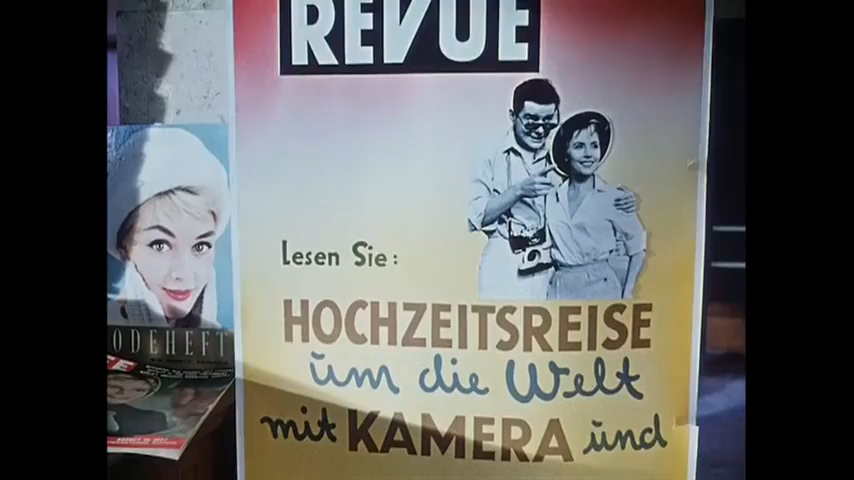 REVUE
Lesen Sie:
HOCHZEITSREISE
um die Welt
mit KAMERA und
ODEHEFT